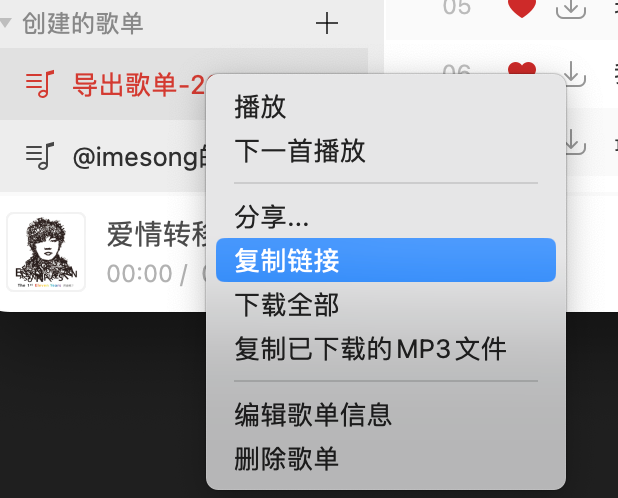 创建的歌单
05
导出歌单-2
06
播放
下一首播放
@imesong的
分享...
爱情转移
复制链接
00:00 /
下载全部
复制已下载的MP3文件
编辑歌单信息
删除歌单